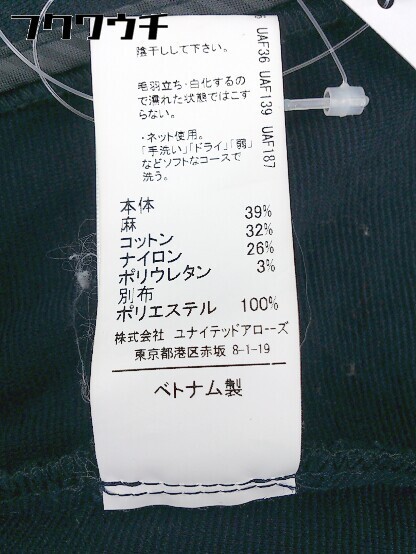 フクウクチ
陰干しして下さい。
毛羽立ち・白化するの
で濡れた状態ではこす
らない。
・ネット使用。
「手洗い」「ドライ」「弱」
などソフトなコースで
洗う。
UAF36 UAF139 UAF187
本体
麻 39%
コットン 32%
ナイロン 26%
ポリウレタン 3%
別布
ポリエステル 100%
株式会社 ユナイテッドアローズ
東京都港区赤坂 8-1-19
ベトナム製